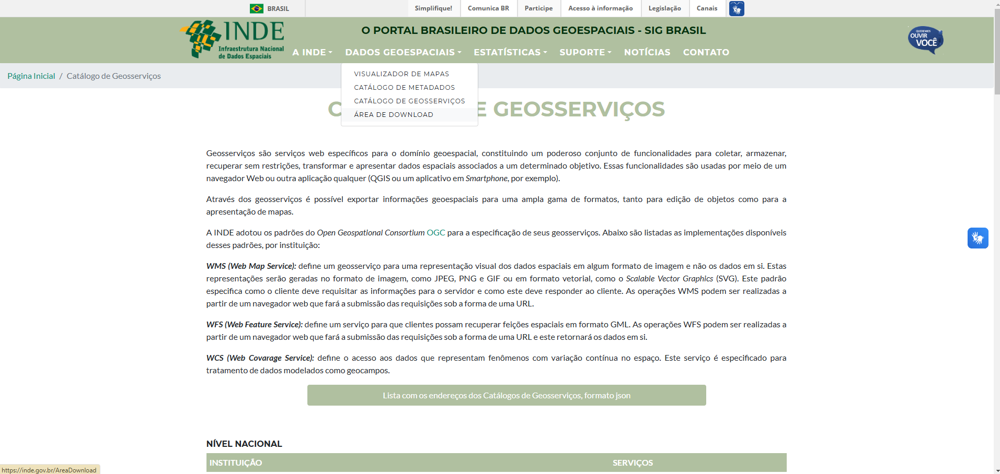 BRASIL
Simplifique!
Comunica BR
Participe
Acesso à informação
Legislação
Canais
INDE
Infraestrutura Nacional
de Dados Espaciais
O PORTAL BRASILEIRO DE DADOS GEOESPACIAIS - SIG BRASIL
QUEREMOS
OUVIR
VOCÊ
A INDE
DADOS GEOESPACIAIS
ESTATÍSTICAS
SUPORTE
NOTÍCIAS
CONTATO
Página Inicial / Catálogo de Geosserviços
VISUALIZADOR DE MAPAS
CATÁLOGO DE METADADOS
CATÁLOGO DE GEOSSERVIÇOS
ÁREA DE DOWNLOAD
C E GEOSSERVIÇOS
Geosserviços são serviços web específicos para o domínio geoespacial, constituindo um poderoso conjunto de funcionalidades para coletar, armazenar,
recuperar sem restrições, transformar e apresentar dados espaciais associados a um determinado objetivo. Essas funcionalidades são usadas por meio de um
navegador Web ou outra aplicação qualquer (QGIS ou um aplicativo em Smartphone, por exemplo).
Através dos geosserviços é possível exportar informações geoespaciais para uma ampla gama de formatos, tanto para edição de objetos como para a
apresentação de mapas.
A INDE adotou os padrões do Open Geospational Consortium OGC para a especificação de seus geosserviços. Abaixo são listadas as implementações disponíveis
desses padrões, por instituição:
WMS (Web Map Service): define um geosserviço para uma representação visual dos dados espaciais em algum formato de imagem e não os dados em si. Estas
representações serão geradas no formato de imagem, como JPEG, PNG e GIF ou em formato vetorial, como o Scalable Vector Graphics (SVG). Este padrão
especifica como o cliente deve requisitar as informações para o servidor e como este deve responder ao cliente. As operações WMS podem ser realizadas a
partir de um navegador web que fará a submissão das requisições sob a forma de uma URL.
WFS (Web Feature Service): define um serviço para que clientes possam recuperar feições espaciais em formato GML. As operações WFS podem ser realizadas a
partir de um navegador web que fará a submissão das requisições sob a forma de uma URL e este retornará os dados em si.
WCS (Web Covarage Service): define o acesso aos dados que representam fenômenos com variação contínua no espaço. Este serviço é especificado para
tratamento de dados modelados como geocampos.
Lista com os endereços dos Catálogos de Geosserviços, formato json
NÍVEL NACIONAL
INSTITUIÇÃO
SERVIÇOS
https://inde.gov.br/AreaDownload